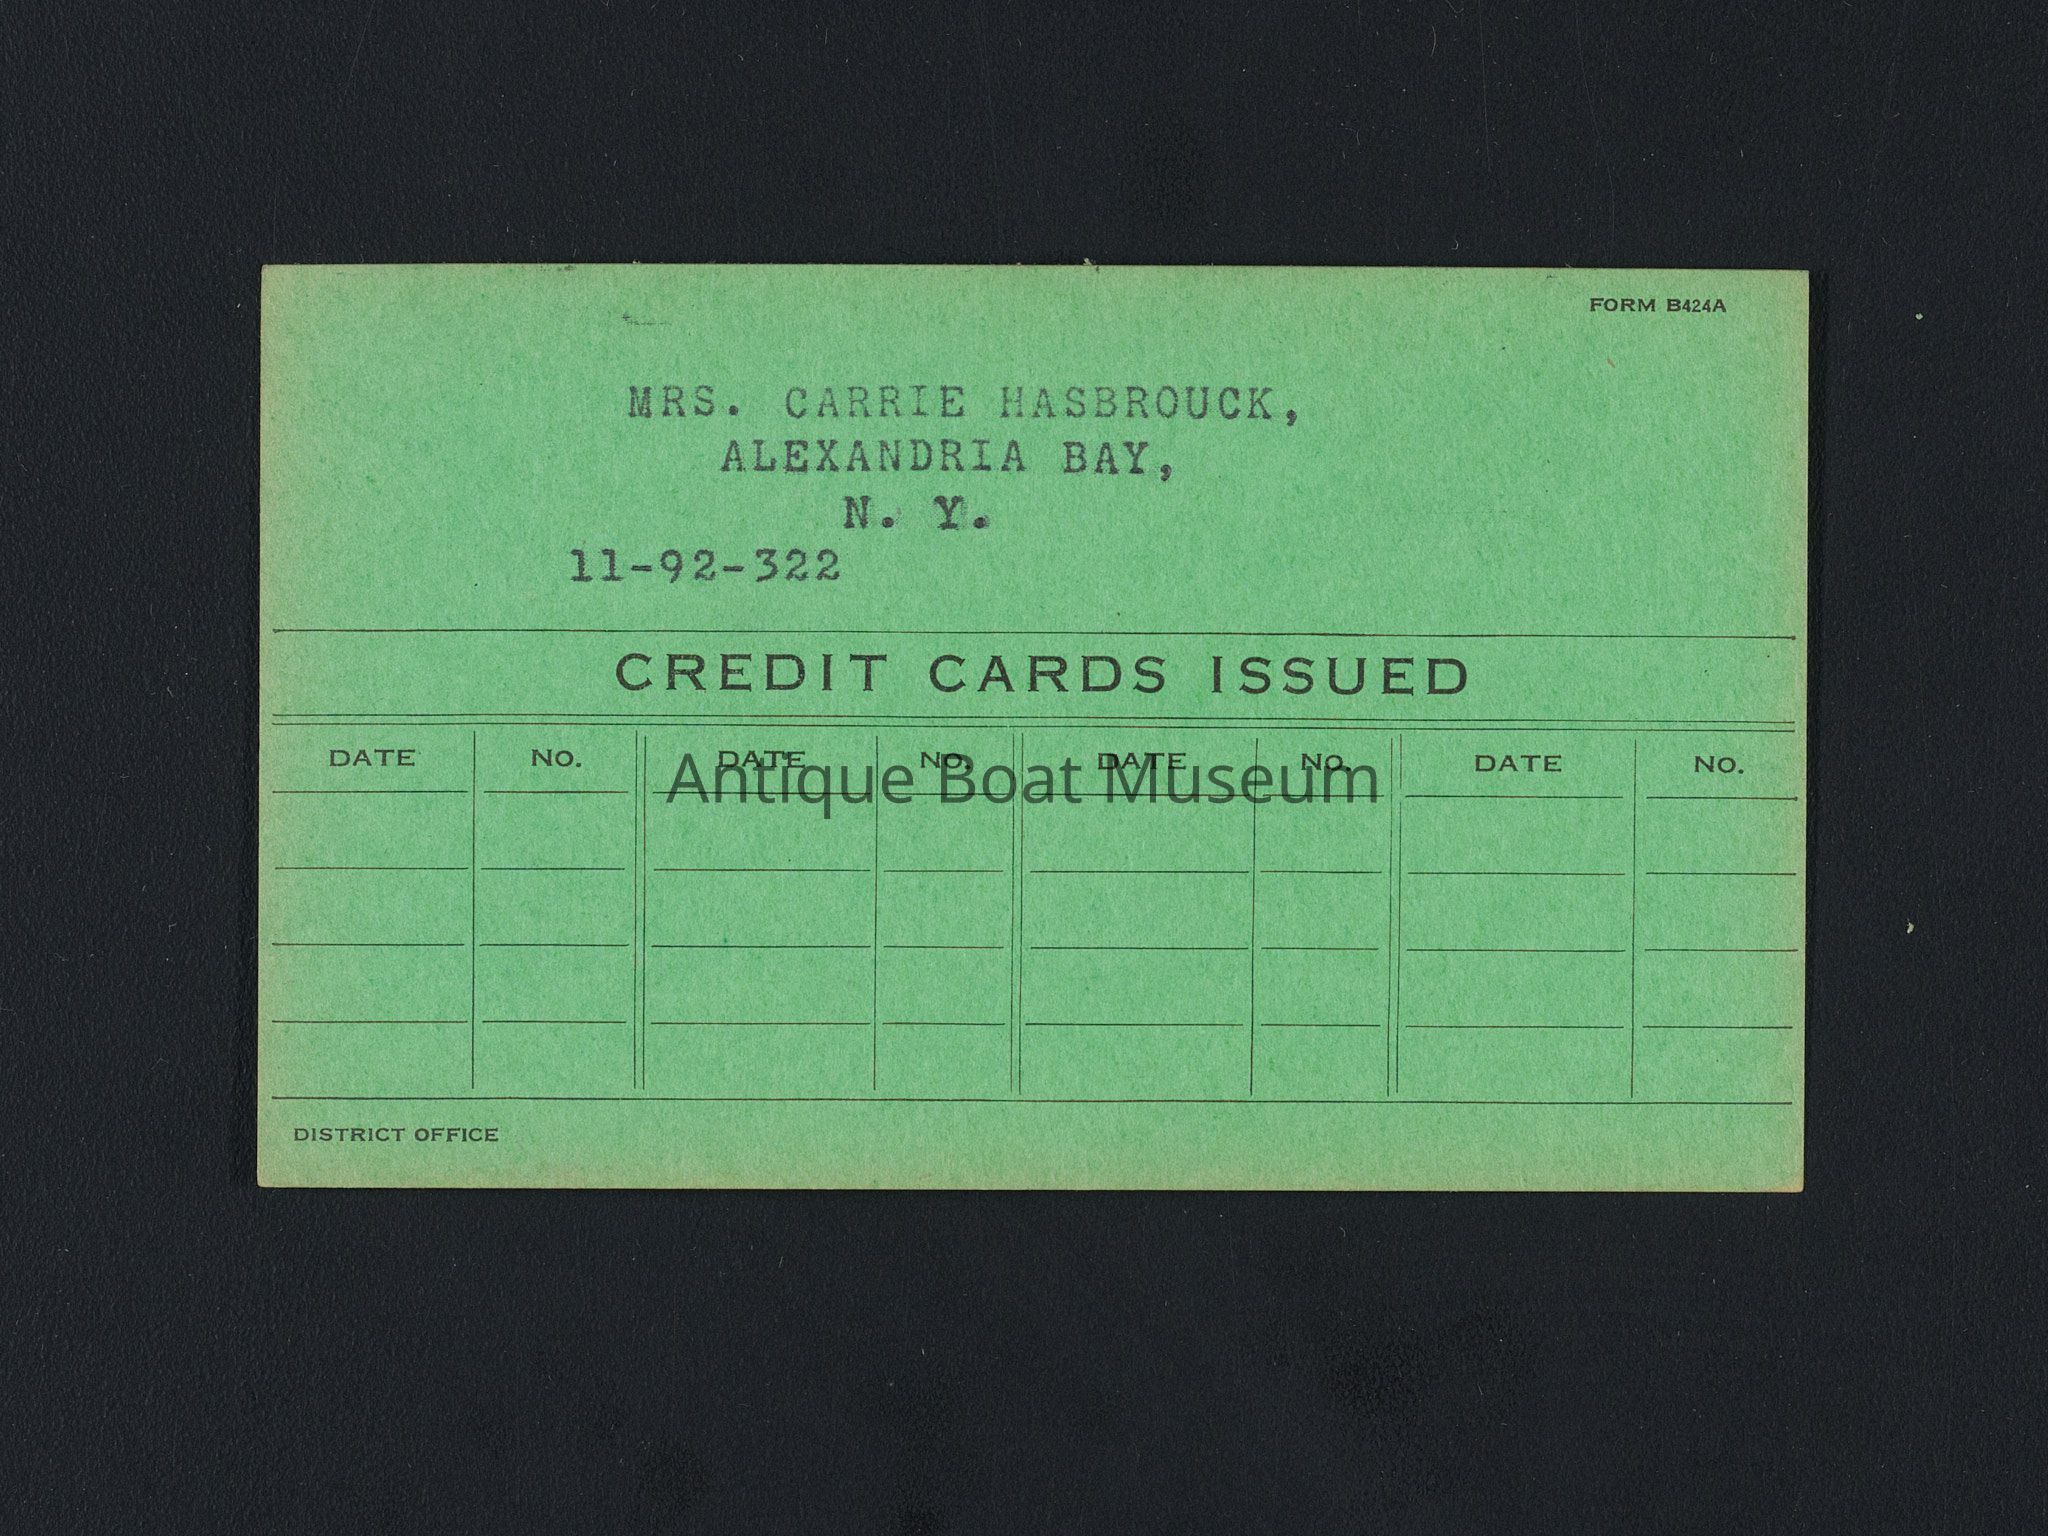 FORM B424A
MRS. CARRIE HASBROUCK,
ALEXANDRIA BAY,
N. Y.
11-92-322
CREDIT CARDS ISSUED
DATE NO. DATE NO. DATE NO. DATE NO.
Antique Boat Museum
DISTRICT OFFICE